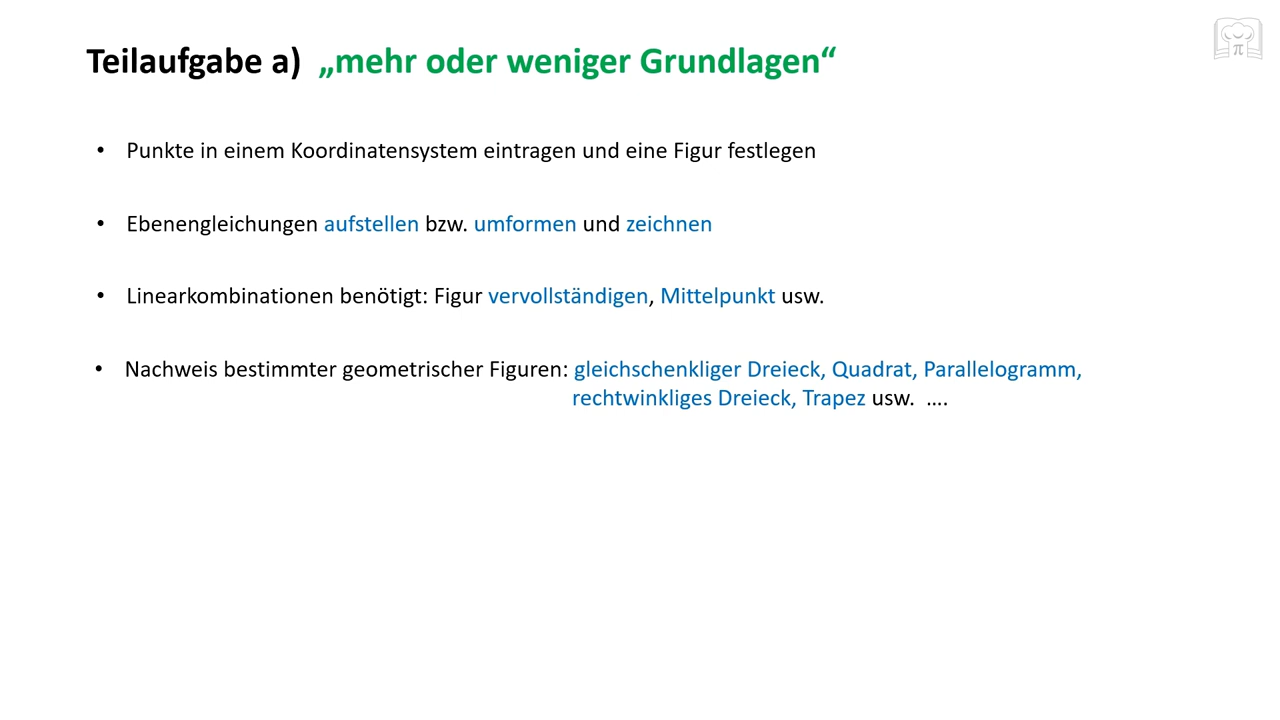 Teilaufgabe a) „mehr oder weniger Grundlagen“
• Punkte in einem Koordinatensystem eintragen und eine Figur festlegen
• Ebenengleichungen aufstellen bzw. umformen und zeichnen
• Linearkombinationen benötigt: Figur vervollständigen, Mittelpunkt usw.
• Nachweis bestimmter geometrischer Figuren: gleichschenkliger Dreieck, Quadrat, Parallelogramm,
rechtwinkliges Dreieck, Trapez usw. ....
π